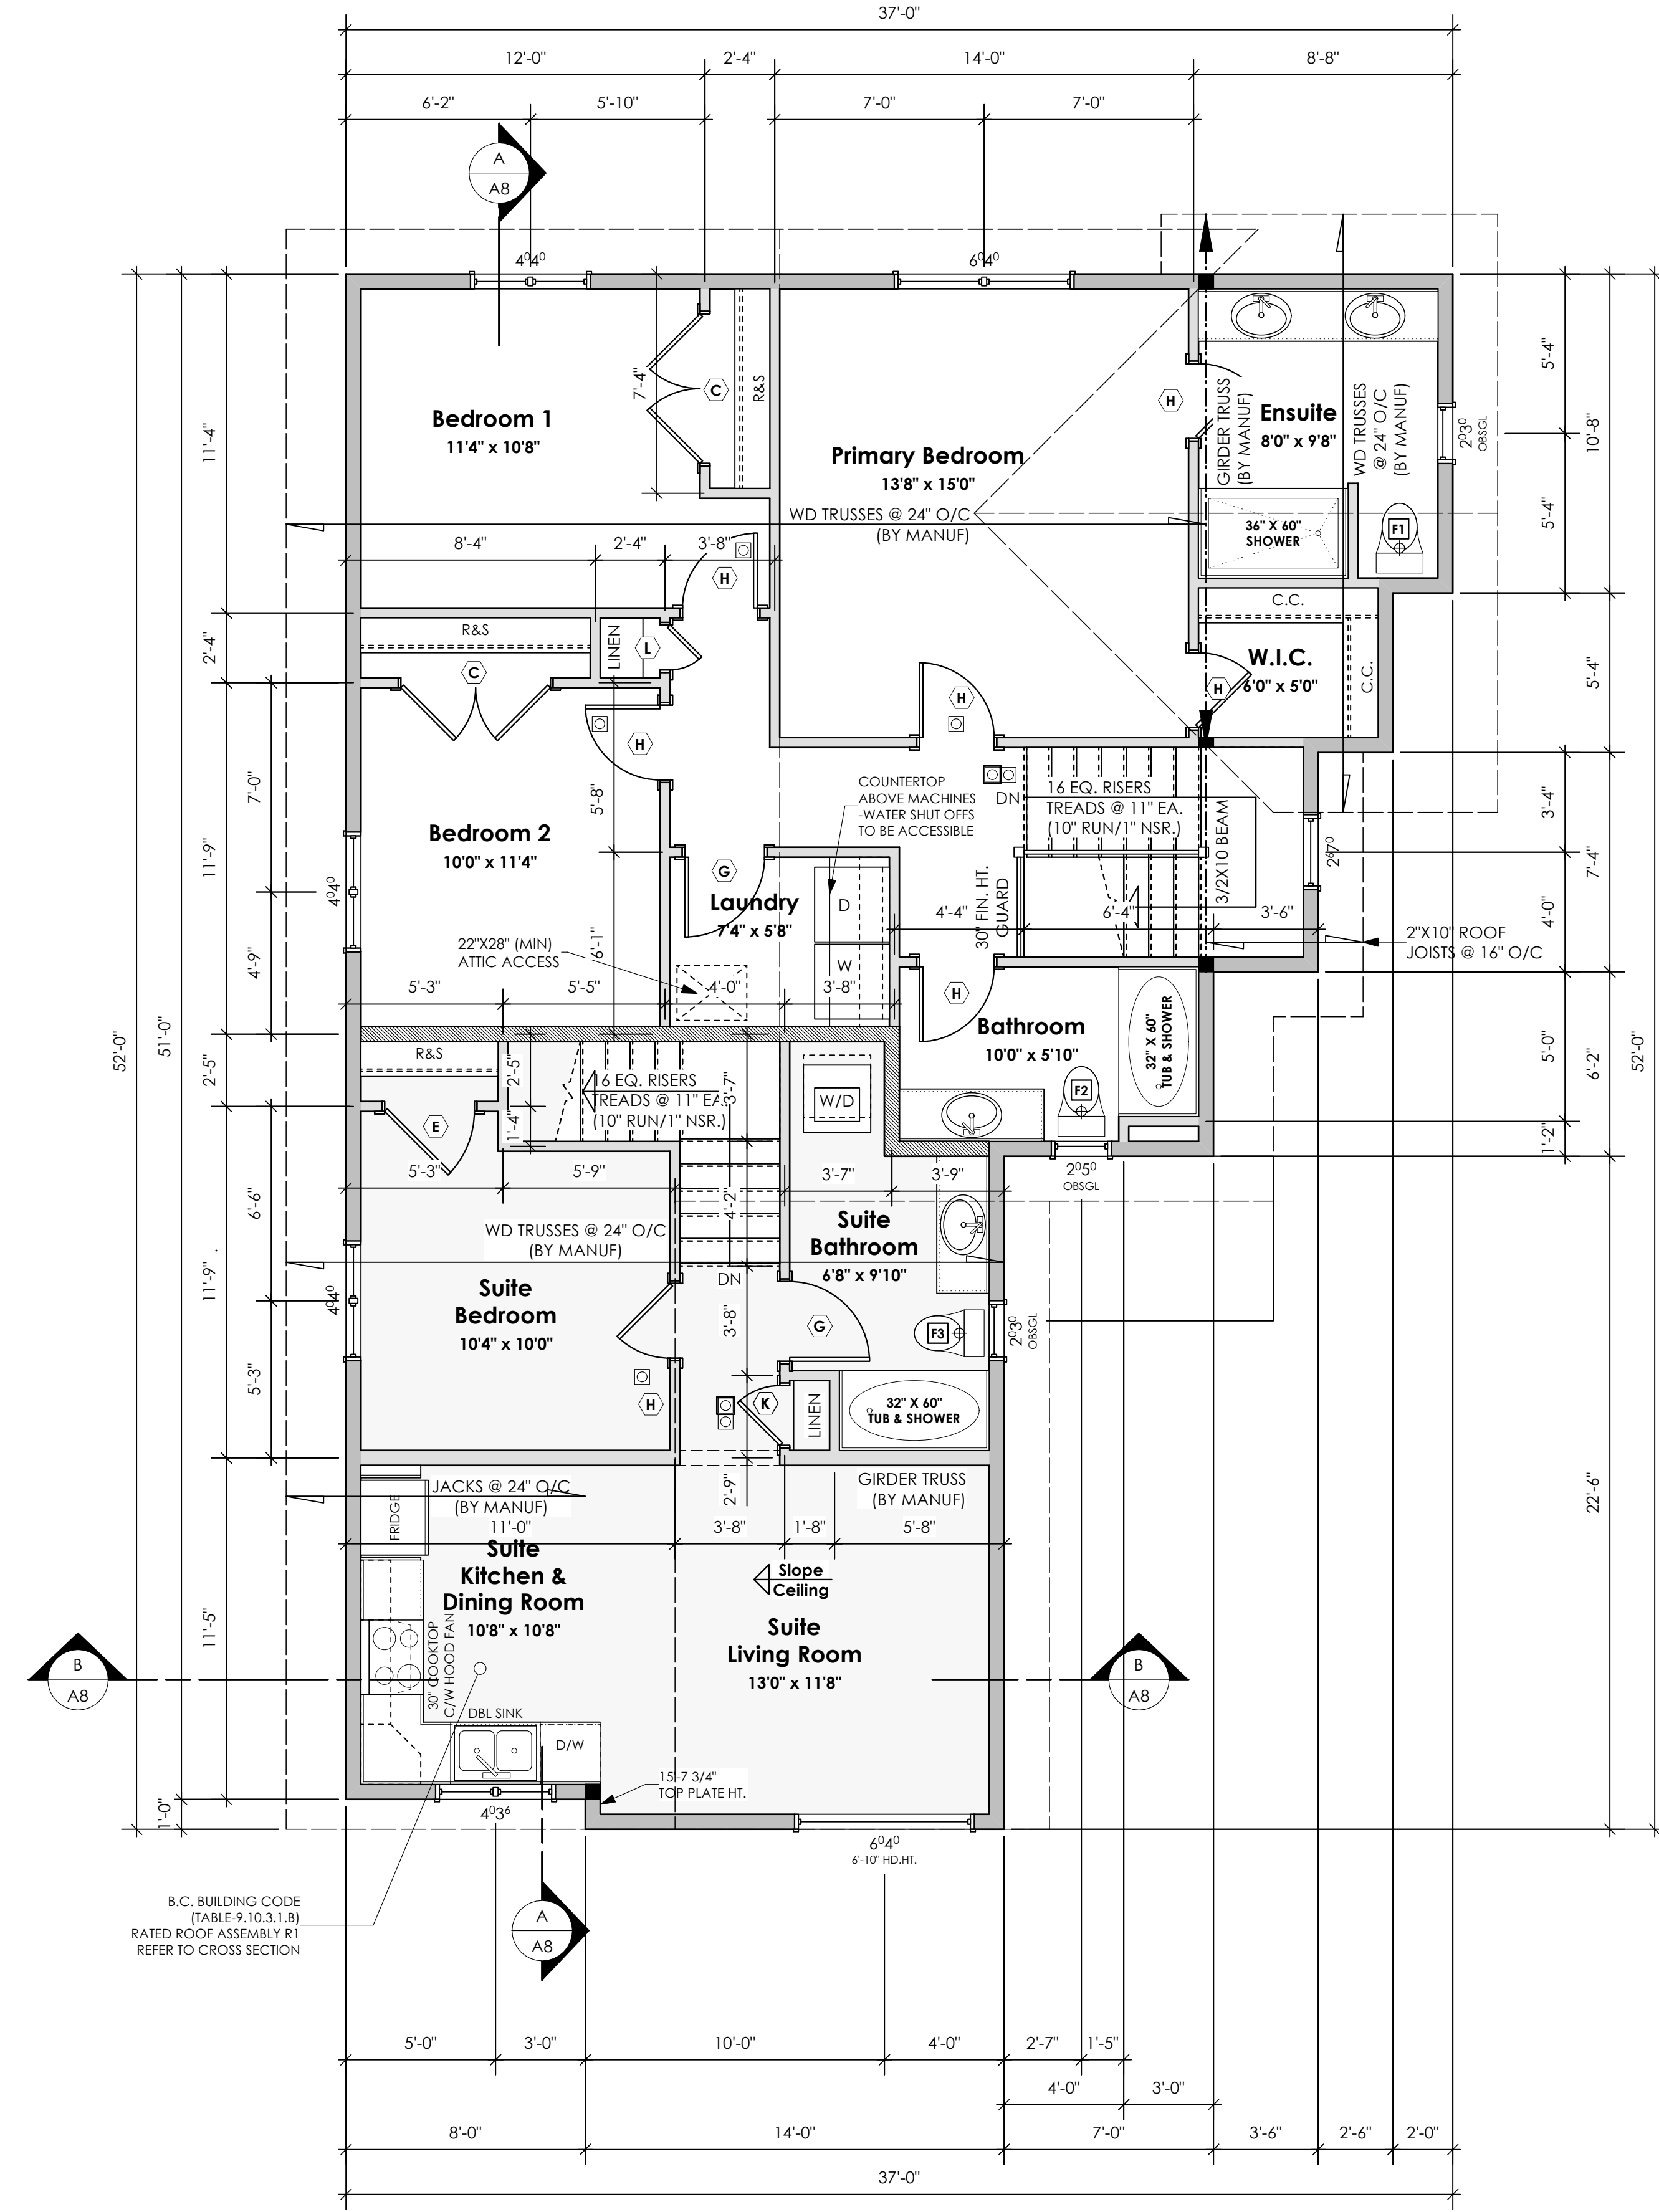 37'-0"
12'-0" 2'-4" 14'-0" 8'-8"
6'-2" 5'-10" 7'-0" 7'-0"
A
A8
4⁰4⁰ 6⁰4⁰
Bedroom 1
11'4" x 10'8"
7'-4"
C
R&S
Primary Bedroom
13'8" x 15'0"
WD TRUSSES @ 24" O/C
(BY MANUF)
H
GIRDER TRUSS
(BY MANUF)
Ensuite
8'0" x 9'8"
WD TRUSSES
@ 24" O/C
(BY MANUF)
2⁰3⁰
OBSGL
36" X 60"
SHOWER
F1
5'-4"
5'-4"
10'-8"
11'-4"
8'-4" 2'-4" 3'-8"
H
R&S
LINEN
L
C
2'-4"
C.C.
W.I.C.
6'0" x 5'0"
C.C.
H
5'-4"
H
H
Bedroom 2
10'0" x 11'4"
4⁰4⁰
7'-0"
4'-9"
11'-9"
5'-8"
6'-1"
COUNTERTOP
ABOVE MACHINES
-WATER SHUT OFFS
TO BE ACCESSIBLE
DN
16 EQ. RISERS
TREADS @ 11" EA.
(10" RUN/1" NSR.)
3/2X10 BEAM
2⁶7⁰
3'-4"
4'-0"
7'-4"
G
Laundry
7'4" x 5'8"
D
W
30" FIN. HT.
GUARD
4'-4" 6'-4" 3'-6"
2"X10" ROOF
JOISTS @ 16" O/C
22"X28" (MIN)
ATTIC ACCESS
5'-3" 5'-5" 4'-0" 3'-8"
H
Bathroom
10'0" x 5'10"
32" X 60"
TUB & SHOWER
F2
2⁰5⁰
OBSGL
5'-0"
1'-2"
6'-2"
52'-0"
52'-0"
51'-0"
R&S
2'-5"
2'-5"
1'-4"
16 EQ. RISERS
TREADS @ 11" EA.
(10" RUN/1" NSR.)
3'-7"
W/D
E
5'-3" 5'-9" 3'-7" 3'-9"
4'-2"
WD TRUSSES @ 24" O/C
(BY MANUF)
Suite
Bathroom
6'8" x 9'10"
DN
3'-8"
Suite
Bedroom
10'4" x 10'0"
4⁰4⁰
6'-6"
5'-3"
11'-9"
G
F3
2⁰3⁰
OBSGL
H
K
LINEN
32" X 60"
TUB & SHOWER
JACKS @ 24" O/C
(BY MANUF)
GIRDER TRUSS
(BY MANUF)
2'-9"
FRIDGE
11'-0" 3'-8" 1'-8" 5'-8"
Suite
Kitchen &
Dining Room
10'8" x 10'8"
Slope
Ceiling
Suite
Living Room
13'0" x 11'8"
30" COOKTOP
C/W HOOD FAN
DBL SINK
D/W
11'-5"
1'-0"
22'-6"
B
A8
B
A8
15'-7 3/4"
TOP PLATE HT.
4⁰3⁶
6⁰4⁰
6'-10" HD.HT.
B.C. BUILDING CODE
(TABLE-9.10.3.1.B)
RATED ROOF ASSEMBLY R1
REFER TO CROSS SECTION
A
A8
5'-0" 3'-0" 10'-0" 4'-0" 2'-7" 1'-5"
4'-0" 3'-0"
8'-0" 14'-0" 7'-0" 3'-6" 2'-6" 2'-0"
37'-0"